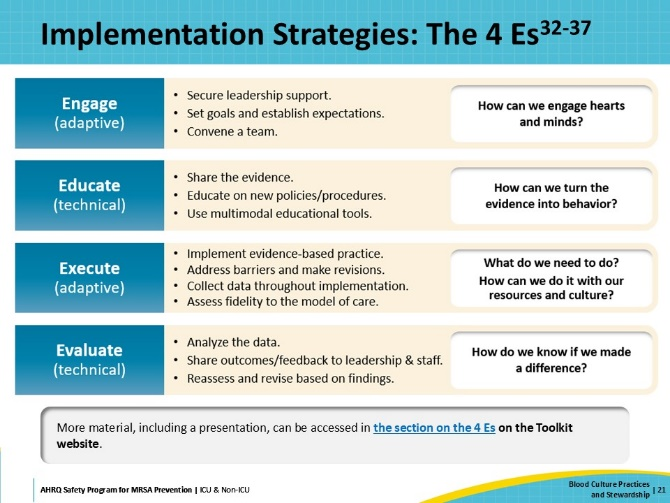 Implementation Strategies: The 4 Es32-37
Engage
(adaptive)
• Secure leadership support.
• Set goals and establish expectations.
• Convene a team.
How can we engage hearts
and minds?
Educate
(technical)
• Share the evidence.
• Educate on new policies/procedures.
• Use multimodal educational tools.
How can we turn the
evidence into behavior?
Execute
(adaptive)
• Implement evidence-based practice.
• Address barriers and make revisions.
• Collect data throughout implementation.
• Assess fidelity to the model of care.
What do we need to do?
How can we do it with our
resources and culture?
Evaluate
(technical)
• Analyze the data.
• Share outcomes/feedback to leadership & staff.
• Reassess and revise based on findings.
How do we know if we made
a difference?
More material, including a presentation, can be accessed in the section on the 4 Es on the Toolkit
website.
AHRQ Safety Program for MRSA Prevention | ICU & Non-ICU
Blood Culture Practices
and Stewardship | 21